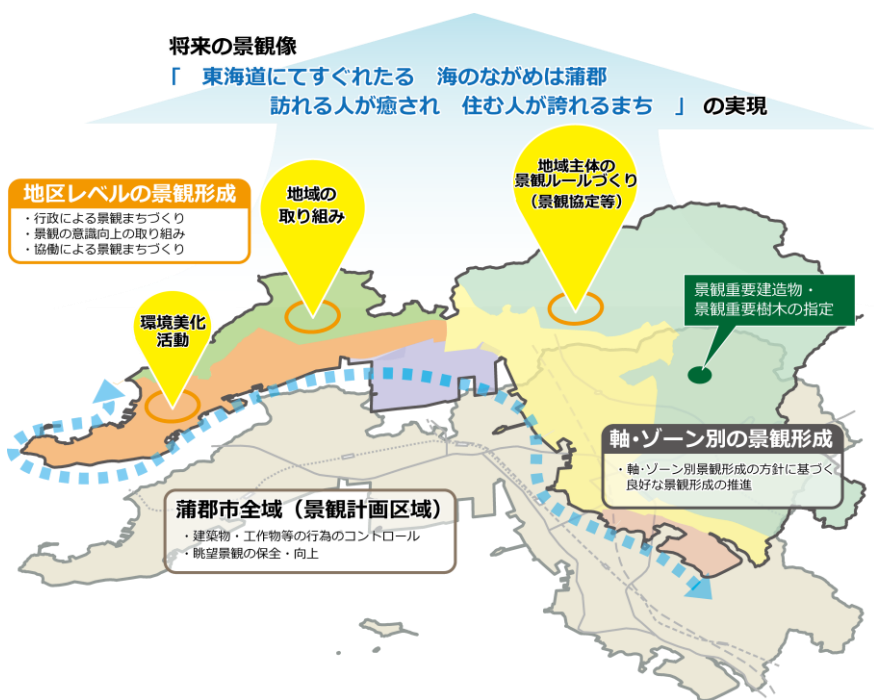 将来の景観像
「 東海道にてすぐれたる 海のながめは蒲郡
訪れる人が癒され 住む人が誇れるまち 」 の実現
地区レベルの景観形成
・行政による景観まちづくり
・景観の意識向上の取り組み
・協働による景観まちづくり
地域の
取り組み
地域主体の
景観ルールづくり
(景観協定等)
環境美化
活動
景観重要建造物・
景観重要樹木の指定
軸・ゾーン別の景観形成
・軸・ゾーン別景観形成の方針に基づく
良好な景観形成の推進
蒲郡市全域(景観計画区域)
・建築物・工作物等の行為のコントロール
・眺望景観の保全・向上